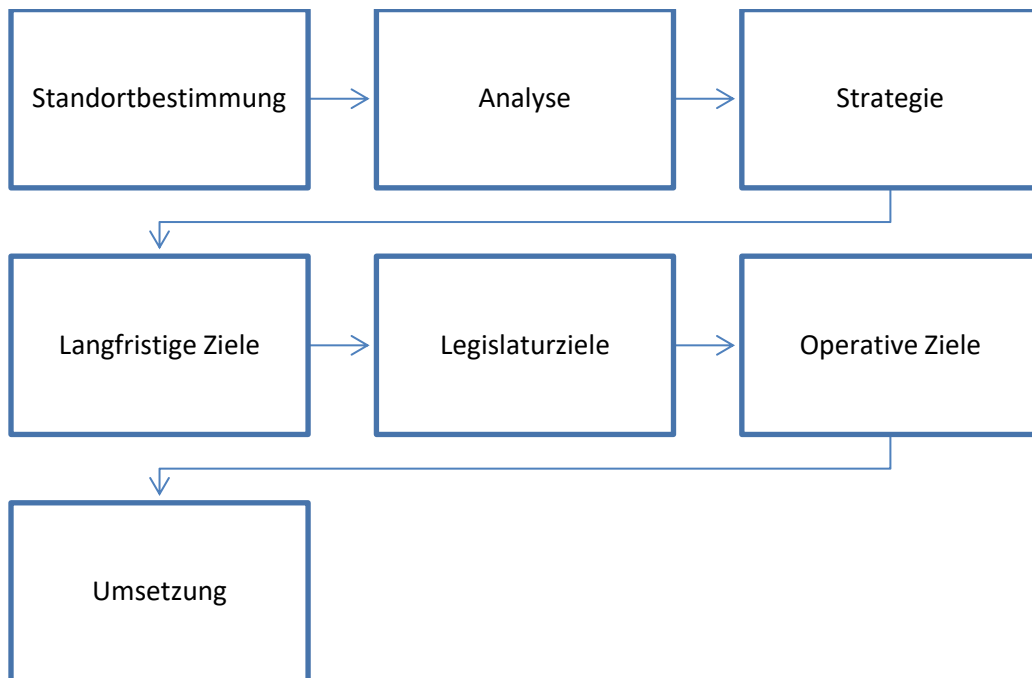 Standortbestimmung
Analyse
Strategie
Langfristige Ziele
Legislaturziele
Operative Ziele
Umsetzung